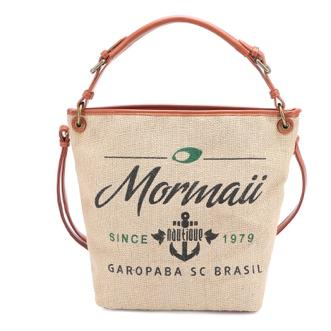 Mormaii
SINCE nautique 1979
GAROPABA SC BRASIL